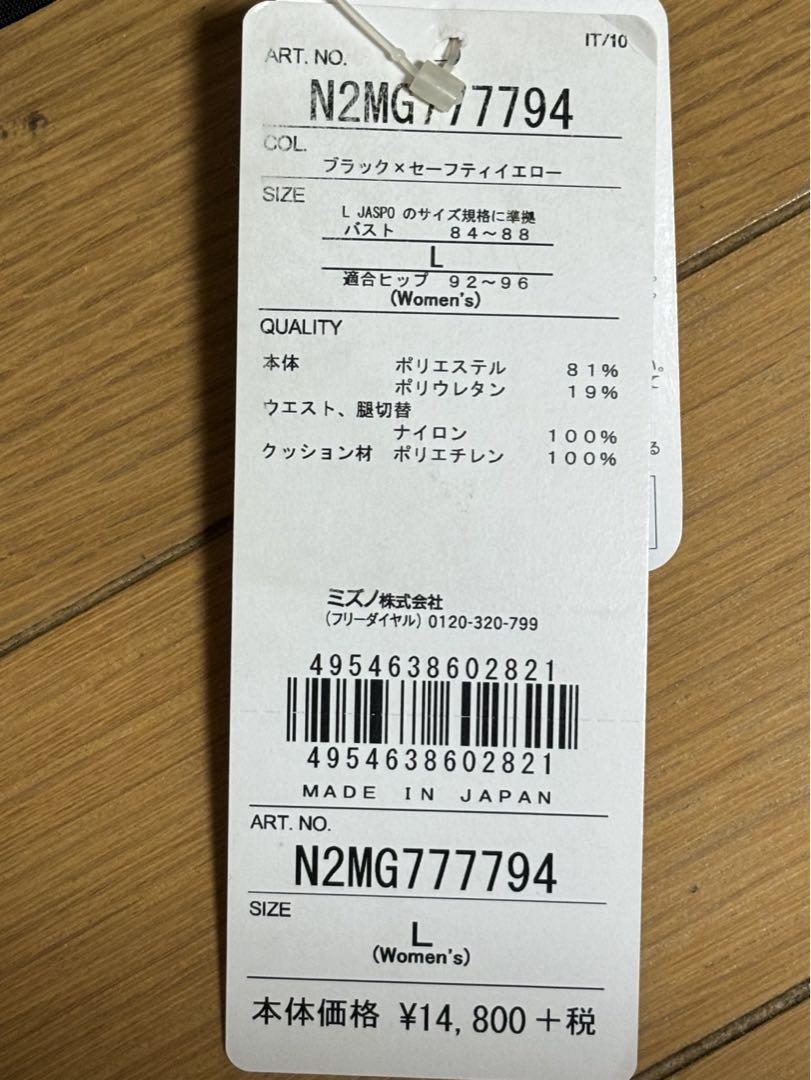 IT/10
ART. NO.
N2MG777794
COL.
ブラック×セーフティイエロー
SIZE
L JASPO のサイズ規格に準拠
バスト 84~88
L
適合ヒップ 92~96
(Women's)
QUALITY
本体 ポリエステル 81%
ポリウレタン 19%
ウエスト、腿切替
ナイロン 100%
クッション材 ポリエチレン 100%
ミズノ株式会社
(フリーダイヤル) 0120-320-799
4954638602821
4954638602821
MADE IN JAPAN
ART. NO.
N2MG777794
SIZE
L
(Women's)
本体価格 ¥14,800+税